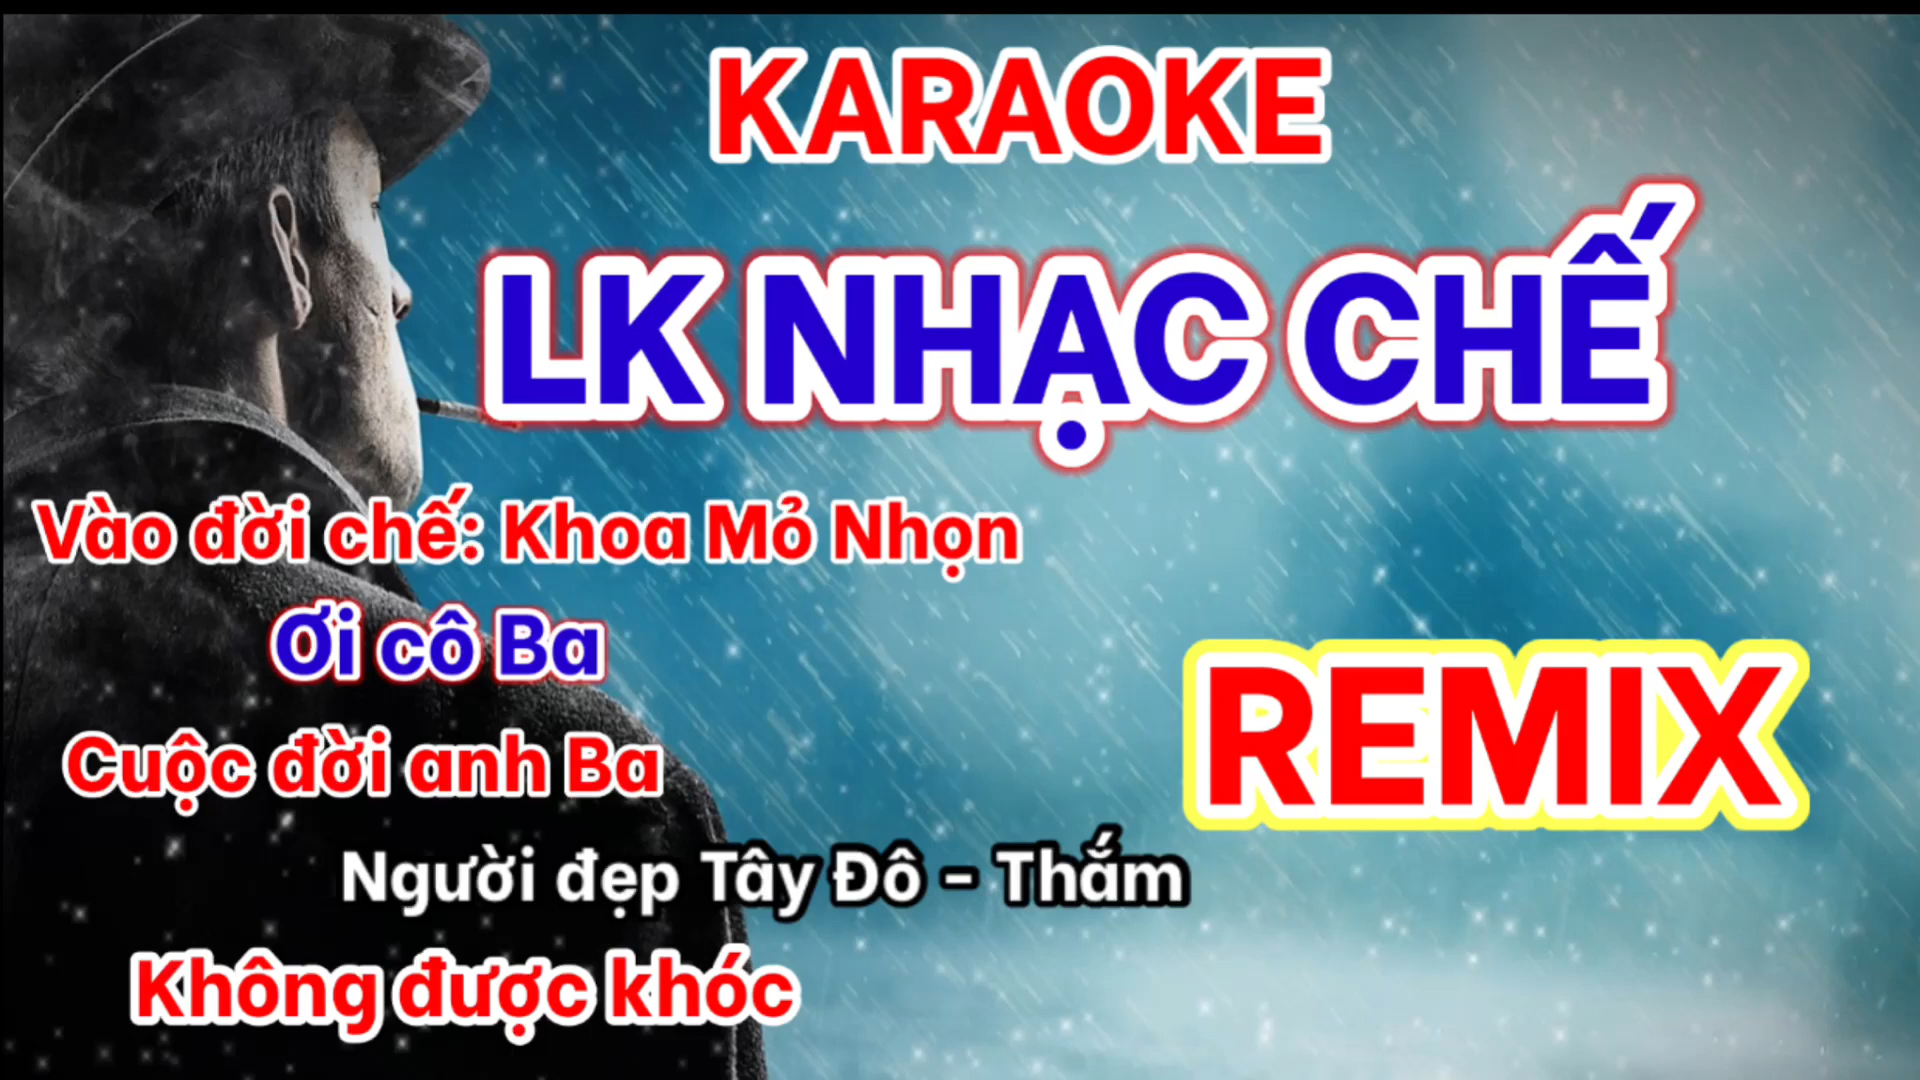 KARAOKE
LK NHẠC CHẾ
Vào đời chế: Khoa Mỏ Nhọn
Ơi cô Ba
REMIX
Cuộc đời anh Ba
Người đẹp Tây Đô - Thắm
Không được khóc